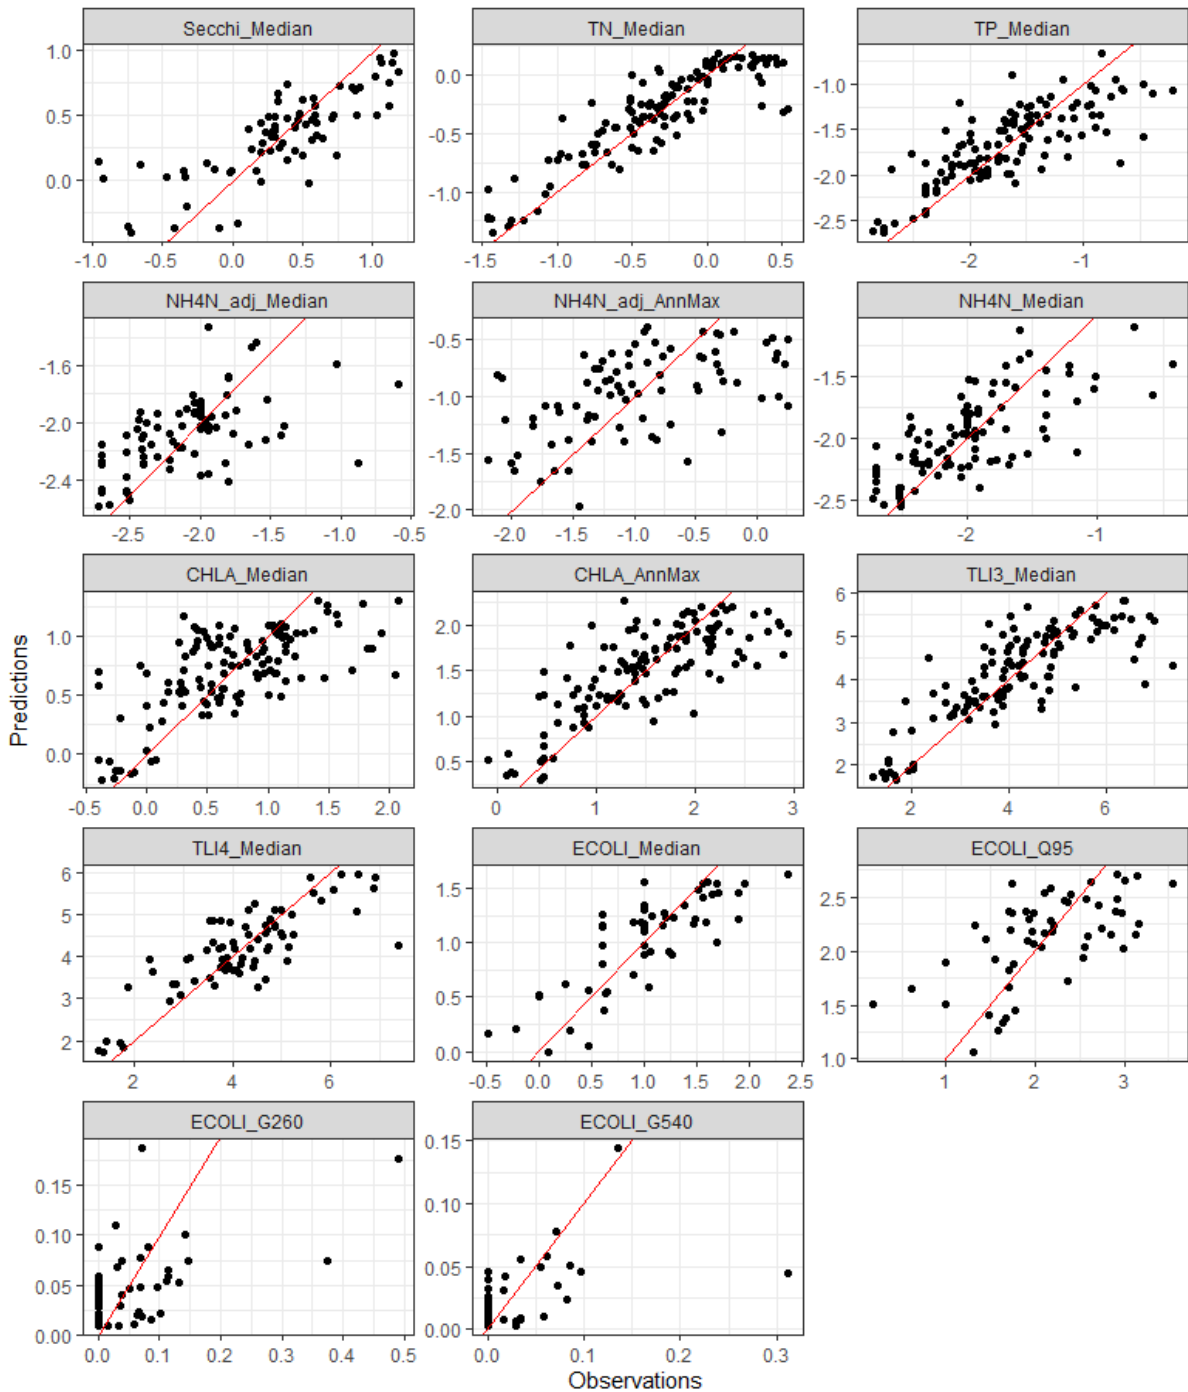 Secchi_Median TN_Median TP_Median
1.0 0.5 0.0
0.0 -0.5 -1.0
-1.0 -1.5 -2.0 -2.5
-1.0 -0.5 0.0 0.5 1.0 -1.5 -1.0 -0.5 0.0 0.5 -2 -1
NH4N_adj_Median NH4N_adj_AnnMax NH4N_Median
-1.6 -2.0 -2.4
-0.5 -1.0 -1.5 -2.0
-1.5 -2.0 -2.5
-2.5 -2.0 -1.5 -1.0 -0.5 -2.0 -1.5 -1.0 -0.5 0.0 -2 -1
CHLA_Median CHLA_AnnMax TLI3_Median
1.0 0.5 0.0
2.0 1.5 1.0 0.5
6 5 4 3 2
-0.5 0.0 0.5 1.0 1.5 2.0 0 1 2 3 2 4 6
Predictions
TLI4_Median ECOLI_Median ECOLI_Q95
6 5 4 3 2
1.5 1.0 0.5 0.0
2.5 2.0 1.5 1.0
2 4 6 -0.5 0.0 0.5 1.0 1.5 2.0 2.5 1 2 3
ECOLI_G260 ECOLI_G540
0.15 0.10 0.05 0.00
0.15 0.10 0.05 0.00
0.0 0.1 0.2 0.3 0.4 0.5 0.0 0.1 0.2 0.3
Observations